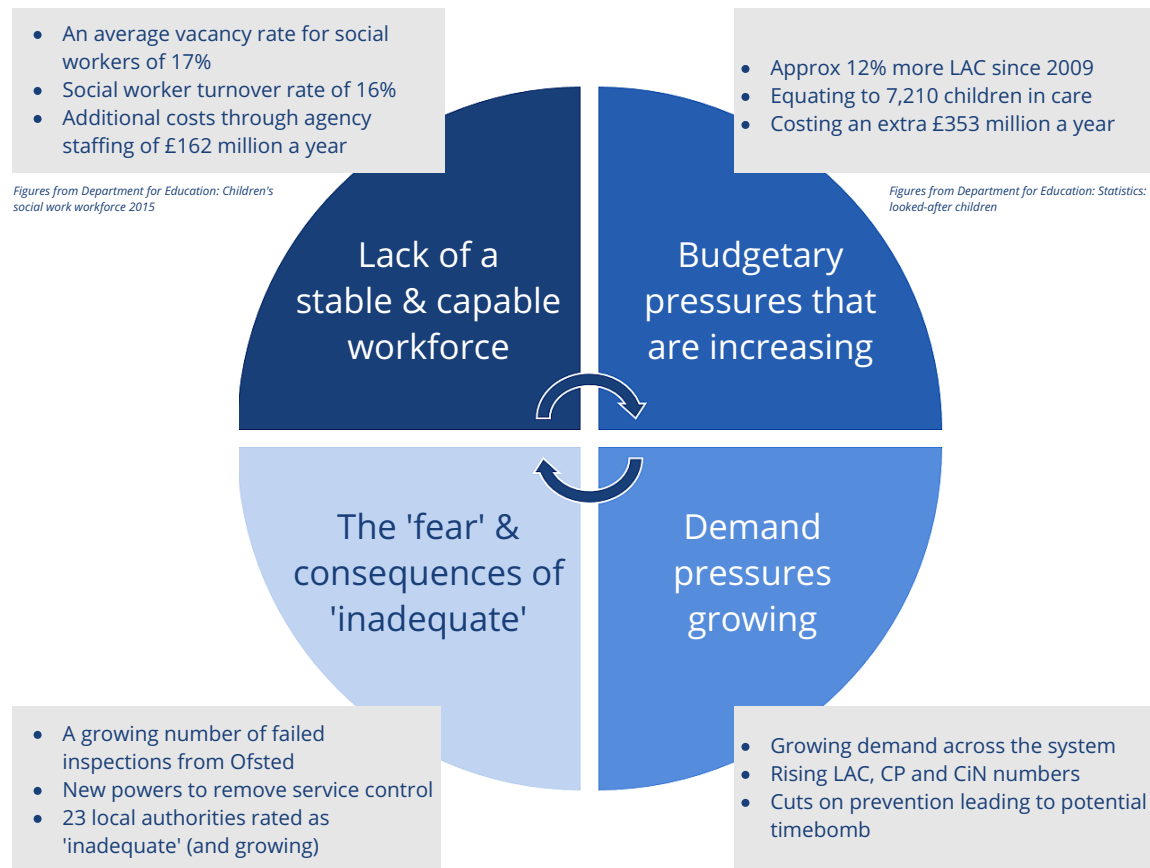 • An average vacancy rate for social
workers of 17%
• Social worker turnover rate of 16%
• Additional costs through agency
staffing of £162 million a year
Figures from Department for Education: Children's
social work workforce 2015
• Approx 12% more LAC since 2009
• Equating to 7,210 children in care
• Costing an extra £353 million a year
Figures from Department for Education: Statistics:
looked-after children
Lack of a
stable & capable
workforce
Budgetary
pressures that
are increasing
The 'fear' &
consequences of
'inadequate'
Demand
pressures
growing
• A growing number of failed
inspections from Ofsted
• New powers to remove service control
• 23 local authorities rated as
'inadequate' (and growing)
• Growing demand across the system
• Rising LAC, CP and CiN numbers
• Cuts on prevention leading to potential
timebomb